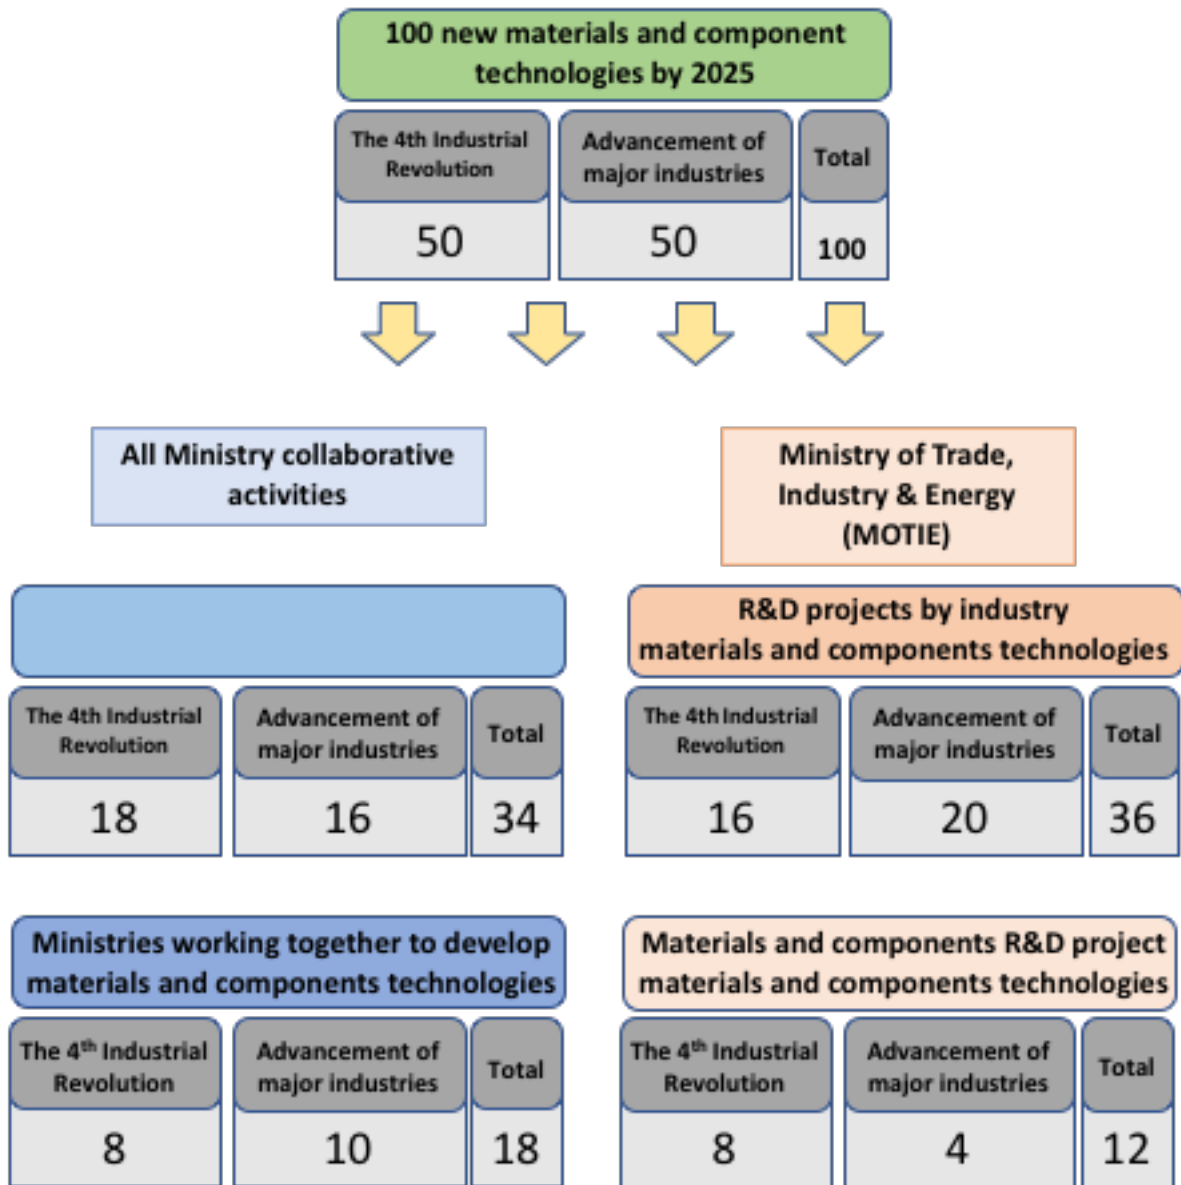 100 new materials and component
technologies by 2025
The 4th Industrial
Revolution
Advancement of
major industries
Total
50
50
100
All Ministry collaborative
activities
Ministry of Trade,
Industry & Energy
(MOTIE)
R&D projects by industry
materials and components technologies
The 4th Industrial
Revolution
Advancement of
major industries
Total
18
16
34
The 4th Industrial
Revolution
Advancement of
major industries
Total
16
20
36
Ministries working together to develop
materials and components technologies
The 4th Industrial
Revolution
Advancement of
major industries
Total
8
10
18
Materials and components R&D project
materials and components technologies
The 4th Industrial
Revolution
Advancement of
major industries
Total
8
4
12